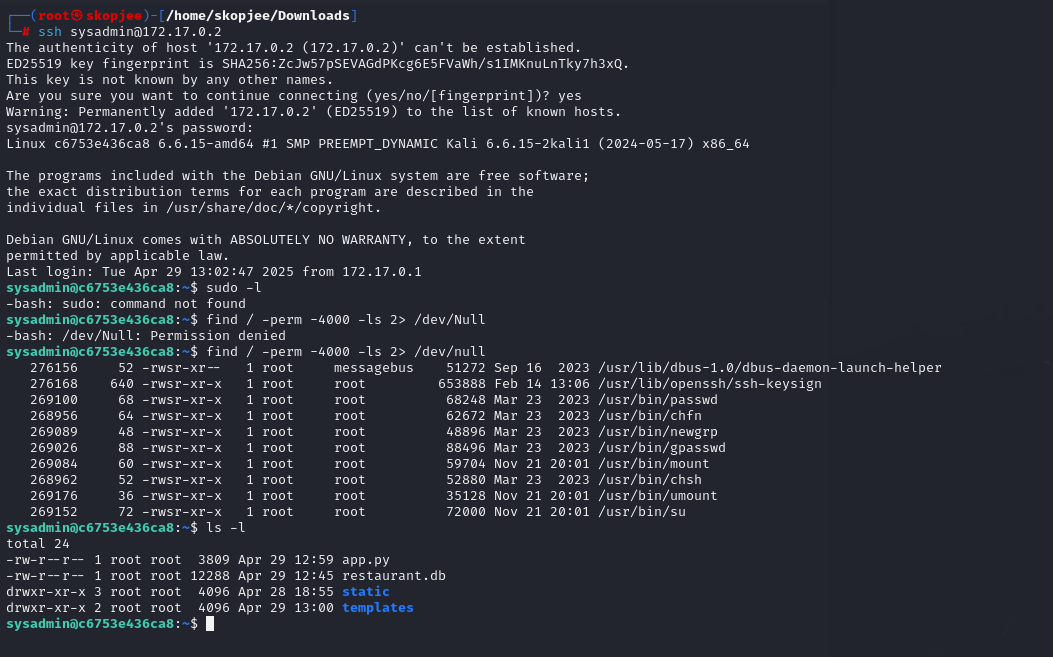 ┌──(root㉿skopjee)-[/home/skopjee/Downloads]
└─# ssh sysadmin@172.17.0.2
The authenticity of host '172.17.0.2 (172.17.0.2)' can't be established.
ED25519 key fingerprint is SHA256:ZcJw57pSEVAGdPKcg6E5FVaWh/s1IMKnuLnTky7h3xQ.
This key is not known by any other names.
Are you sure you want to continue connecting (yes/no/[fingerprint])? yes
Warning: Permanently added '172.17.0.2' (ED25519) to the list of known hosts.
sysadmin@172.17.0.2's password:
Linux c6753e436ca8 6.6.15-amd64 #1 SMP PREEMPT_DYNAMIC Kali 6.6.15-2kali1 (2024-05-17) x86_64

The programs included with the Debian GNU/Linux system are free software;
the exact distribution terms for each program are described in the
individual files in /usr/share/doc/*/copyright.

Debian GNU/Linux comes with ABSOLUTELY NO WARRANTY, to the extent
permitted by applicable law.
Last login: Tue Apr 29 13:02:47 2025 from 172.17.0.1
sysadmin@c6753e436ca8:~$ sudo -l
-bash: sudo: command not found
sysadmin@c6753e436ca8:~$ find / -perm -4000 -ls 2> /dev/Null
-bash: /dev/Null: Permission denied
sysadmin@c6753e436ca8:~$ find / -perm -4000 -ls 2> /dev/null
   276156     52 -rwsr-xr--   1 root     messagebus    51272 Sep 16  2023 /usr/lib/dbus-1.0/dbus-daemon-launch-helper
   276168    640 -rwsr-xr-x   1 root     root         653888 Feb 14 13:06 /usr/lib/openssh/ssh-keysign
   269100     68 -rwsr-xr-x   1 root     root          68248 Mar 23  2023 /usr/bin/passwd
   268956     64 -rwsr-xr-x   1 root     root          62672 Mar 23  2023 /usr/bin/chfn
   269089     48 -rwsr-xr-x   1 root     root          48896 Mar 23  2023 /usr/bin/newgrp
   269026     88 -rwsr-xr-x   1 root     root          88496 Mar 23  2023 /usr/bin/gpasswd
   269084     60 -rwsr-xr-x   1 root     root          59704 Nov 21 20:01 /usr/bin/mount
   268962     52 -rwsr-xr-x   1 root     root          52880 Mar 23  2023 /usr/bin/chsh
   269176     36 -rwsr-xr-x   1 root     root          35128 Nov 21 20:01 /usr/bin/umount
   269152     72 -rwsr-xr-x   1 root     root          72000 Nov 21 20:01 /usr/bin/su
sysadmin@c6753e436ca8:~$ ls -l
total 24
-rw-r--r-- 1 root root  3809 Apr 29 12:59 app.py
-rw-r--r-- 1 root root 12288 Apr 29 12:45 restaurant.db
drwxr-xr-x 3 root root  4096 Apr 28 18:55 static
drwxr-xr-x 2 root root  4096 Apr 29 13:00 templates
sysadmin@c6753e436ca8:~$